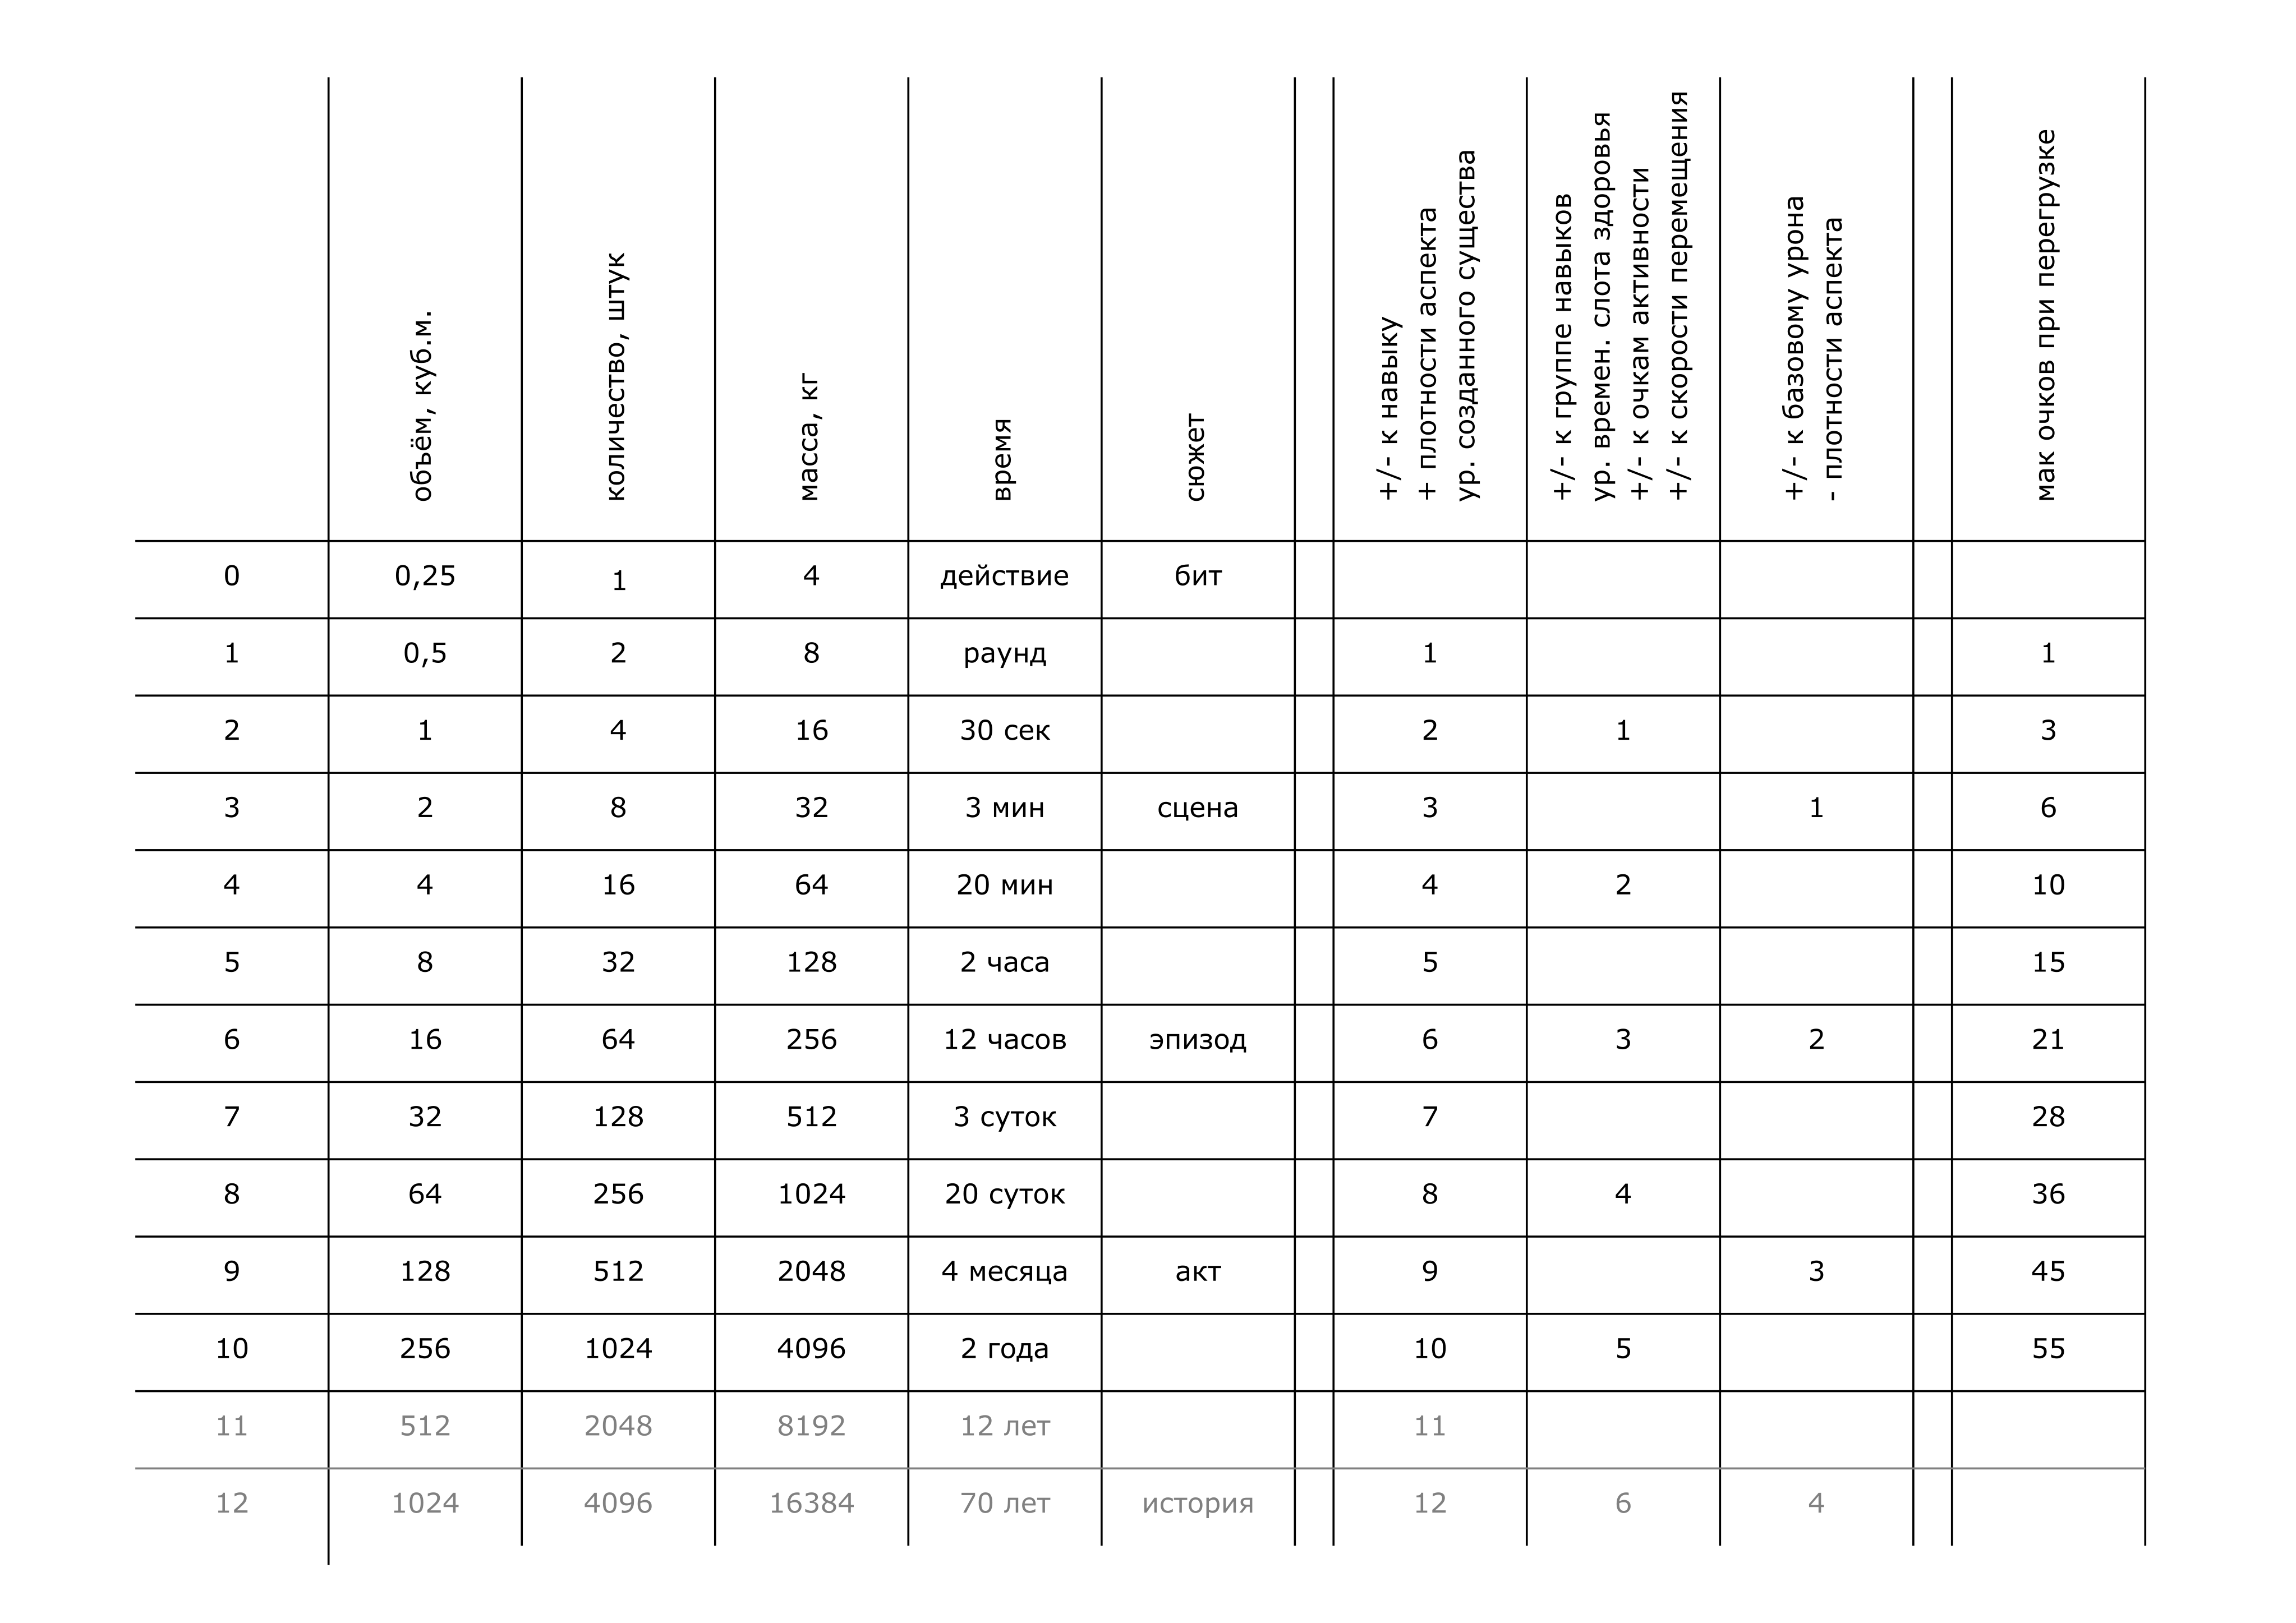 объём, куб.м.
количество, штук
масса, кг
время
сюжет
+/- к навыку
+ плотности аспекта
ур. созданного существа
+/- к группе навыков
ур. времен. слота здоровья
+/- к очкам активности
+/- к скорости перемещения
+/- к базовому урона
- плотности аспекта
мак очков при перегрузке
0 0,25 1 4 действие бит
1 0,5 2 8 раунд 1 1
2 1 4 16 30 сек 2 1 3
3 2 8 32 3 мин сцена 3 1 6
4 4 16 64 20 мин 4 2 10
5 8 32 128 2 часа 5 15
6 16 64 256 12 часов эпизод 6 3 2 21
7 32 128 512 3 суток 7 28
8 64 256 1024 20 суток 8 4 36
9 128 512 2048 4 месяца акт 9 3 45
10 256 1024 4096 2 года 10 5 55
11 512 2048 8192 12 лет 11
12 1024 4096 16384 70 лет история 12 6 4